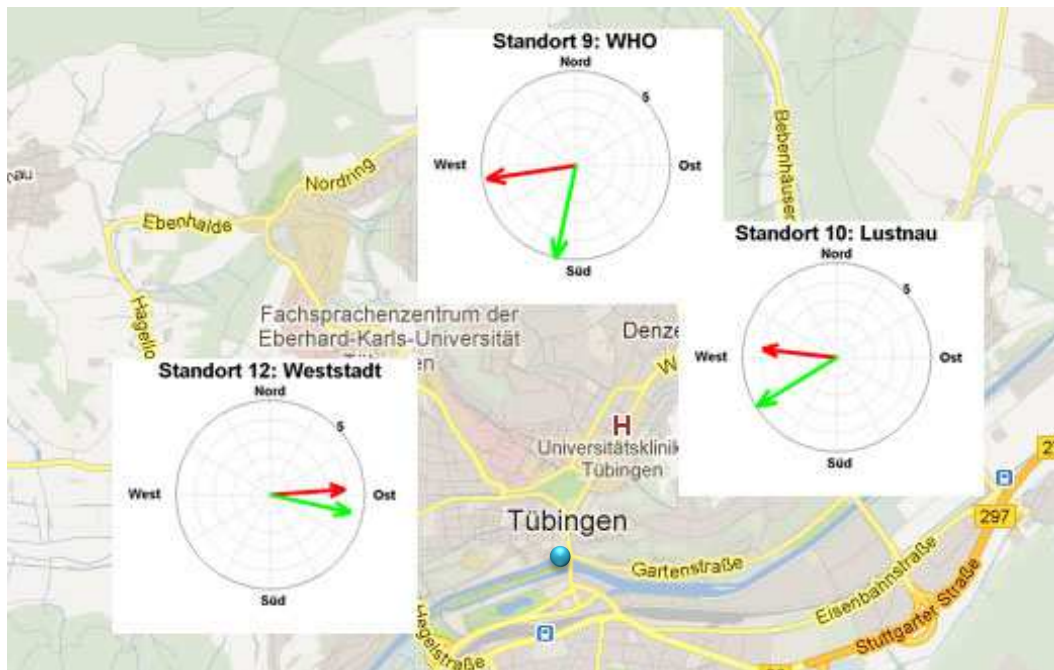 Standort 9: WHO
Nord
5
West
Ost
Süd
Nordring
Ebenhalde
Hagello
Bebenhäuser
Standort 10: Lustnau
Nord
5
West
Ost
Süd
Fachsprachenzentrum der
Eberhard-Karls-Universität
Denze
W
Standort 12: Weststadt
Nord
5
West
Ost
Süd
H
Universitätsklinik
Tübingen
Tübingen
Gartenstraße
297
Eisenbahnstraße
Stuttgarter Straße
Hegelstraße